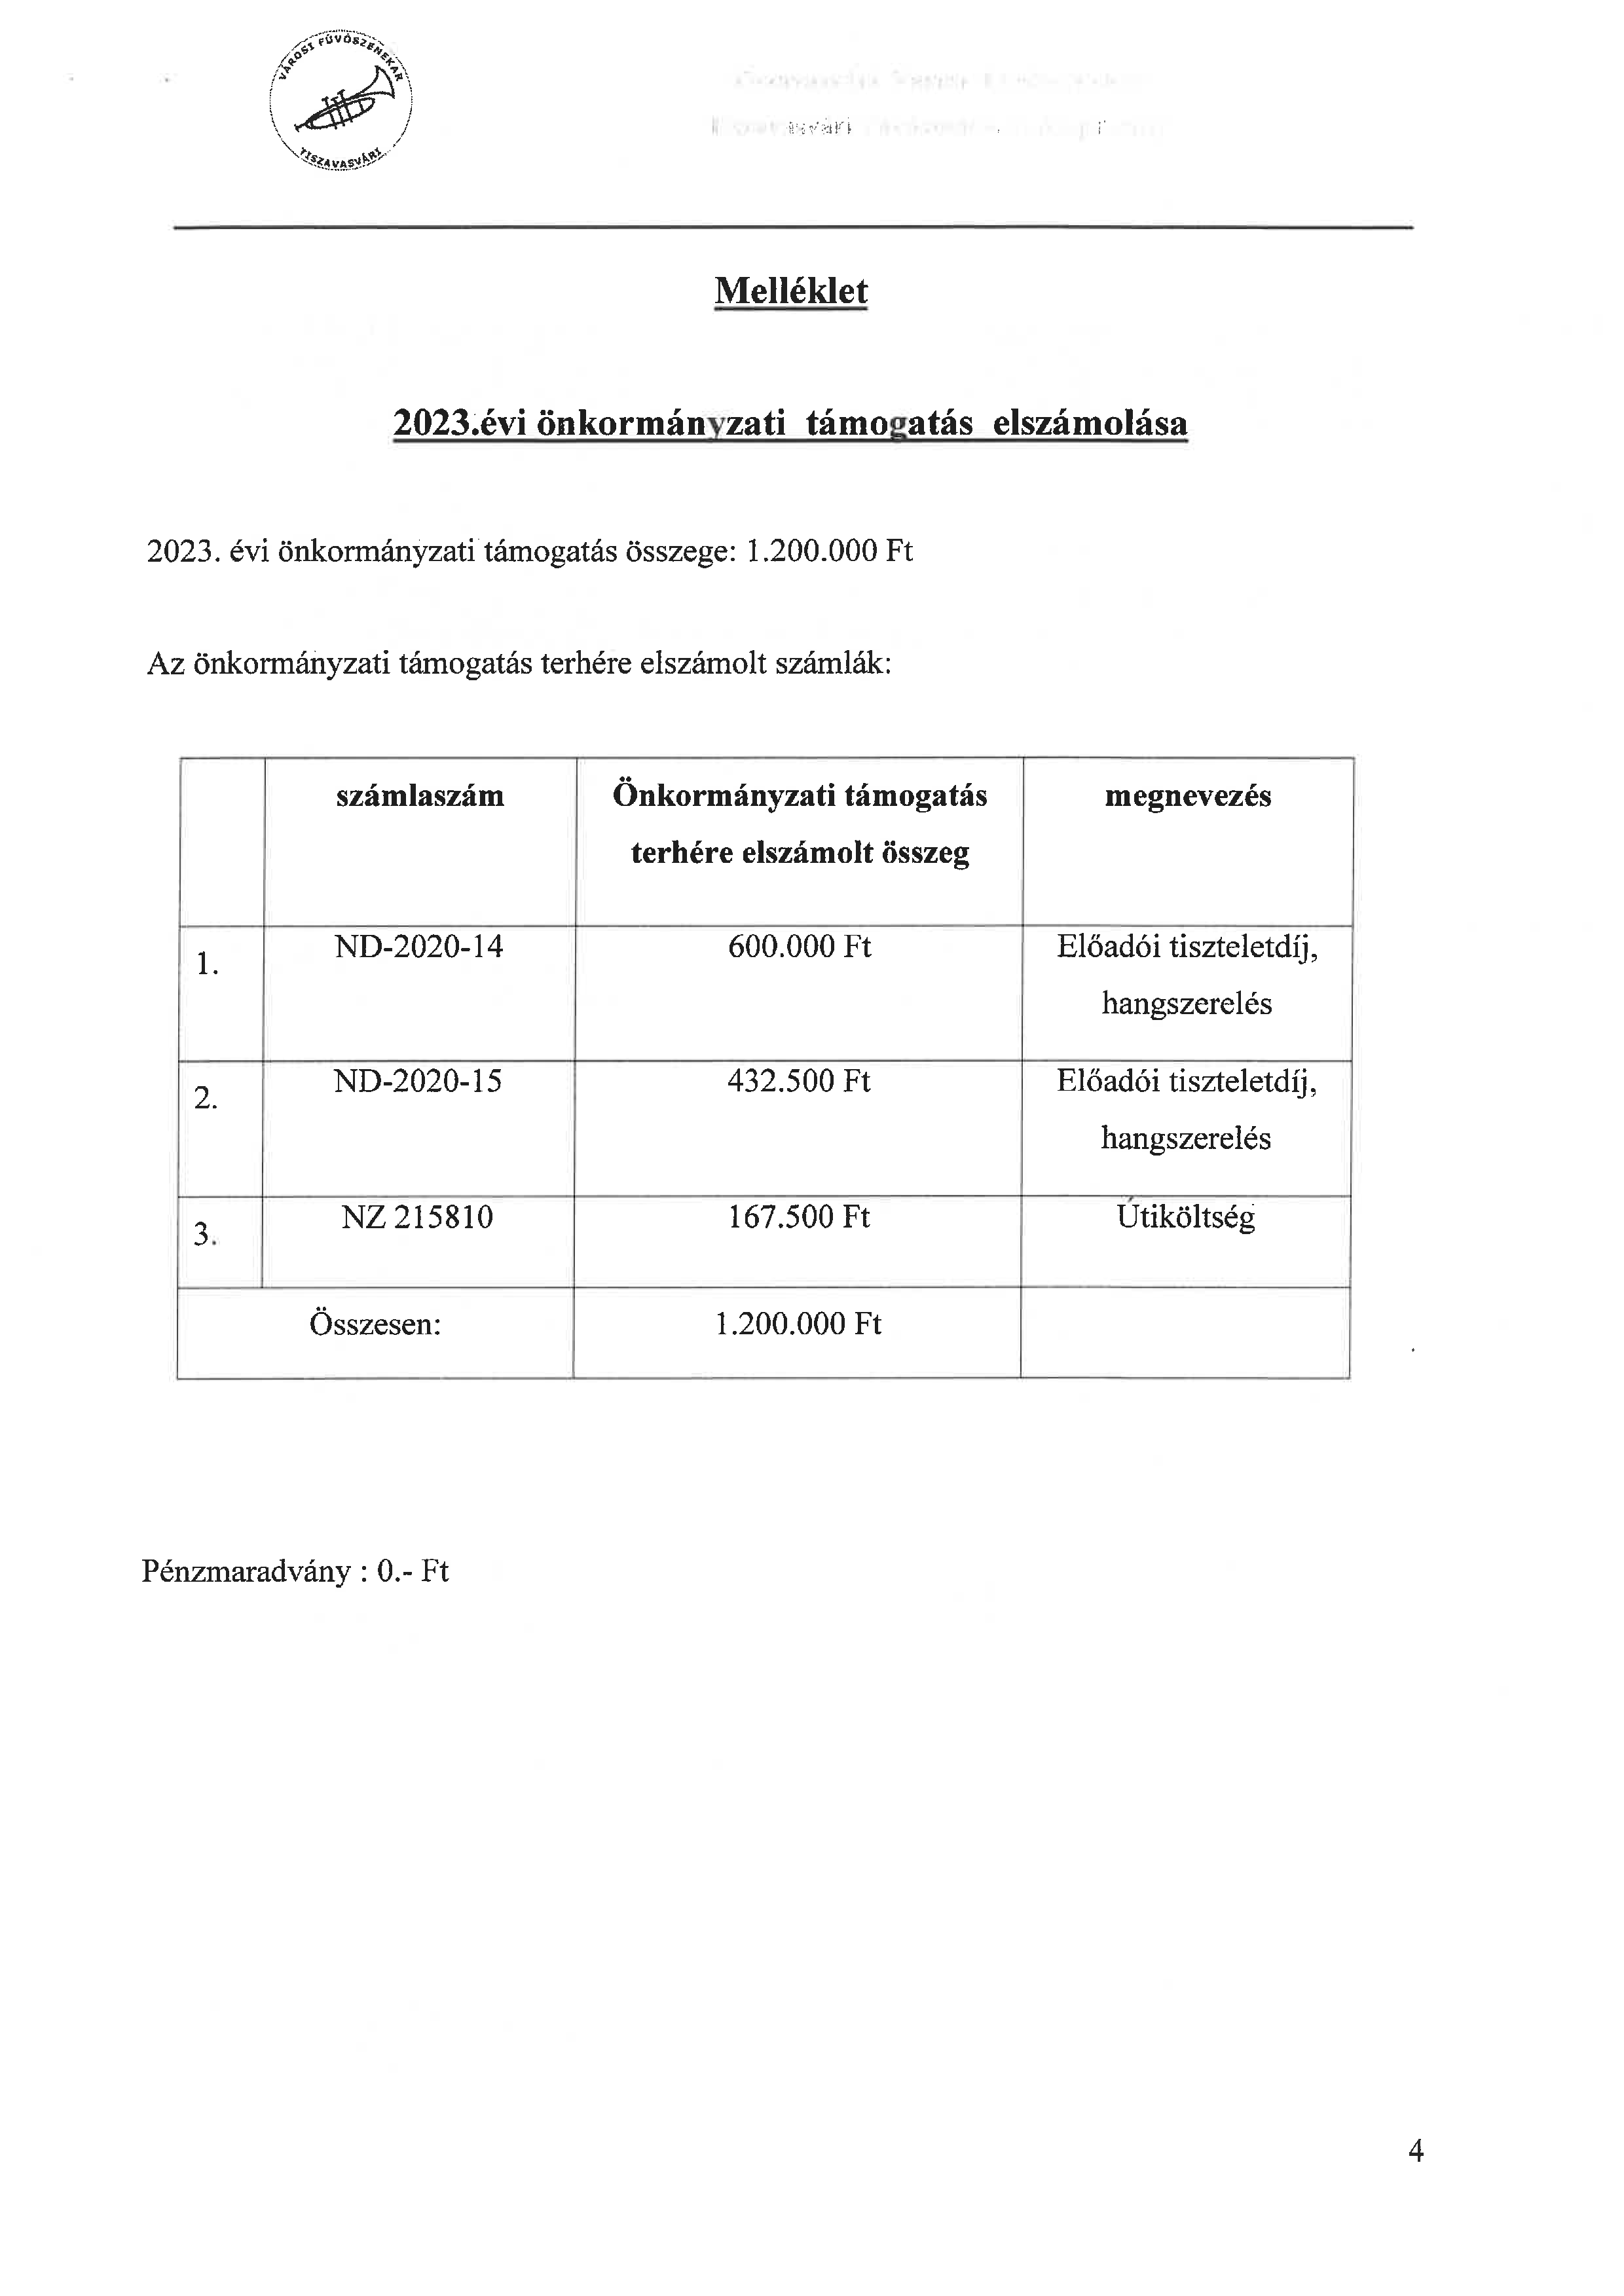 VÁROSI FÚVÓSZENEKAR
TISZAVASVÁRI
Melléklet
2023.évi önkormányzati támogatás elszámolása
2023. évi önkormányzati támogatás összege: 1.200.000 Ft
Az önkormányzati támogatás terhére elszámolt számlák:
számlaszám Önkormányzati támogatás megnevezés
terhére elszámolt összeg
1. ND-2020-14 600.000 Ft Előadói tiszteletdíj,
hangszerelés
2. ND-2020-15 432.500 Ft Előadói tiszteletdíj,
hangszerelés
3. NZ 215810 167.500 Ft Útiköltség
Összesen: 1.200.000 Ft
Pénzmaradvány : 0.- Ft
4